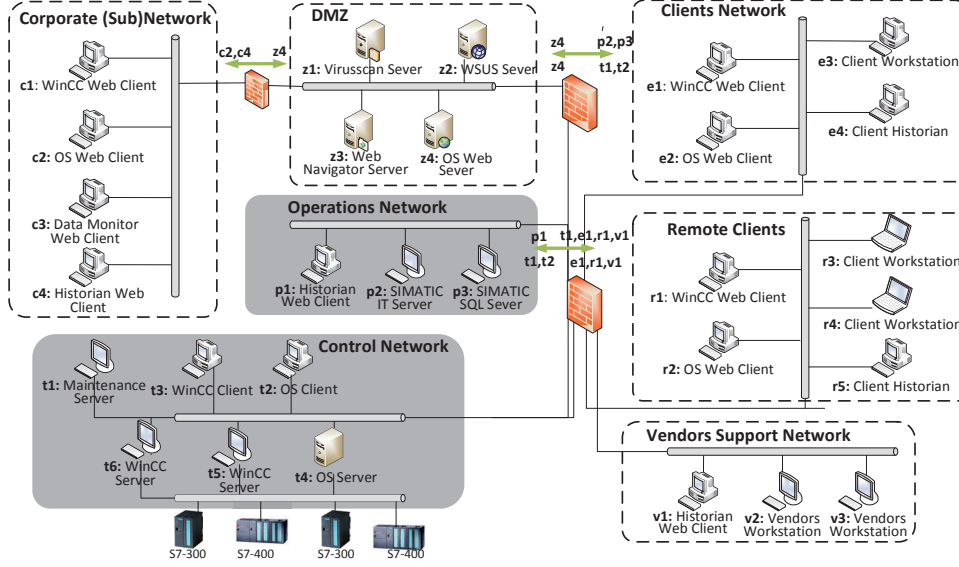 Corporate (Sub)Network
c1: WinCC Web Client
c2: OS Web Client
c3: Data Monitor
Web Client
c4: Historian Web
Client
c2,c4
z4
DMZ
z1: Virusscan Sever
z2: WSUS Sever
z3: Web
Navigator Server
z4: OS Web
Sever
z4
p2,p3
z4
t1,t2
Clients Network
e3: Client Workstation
e1: WinCC Web Client
e4: Client Historian
e2: OS Web Client
Operations Network
p1: Historian
Web Client
p2: SIMATIC
IT Server
p3: SIMATIC
SQL Sever
p1
t1,e1,r1,v1
t1,t2
e1,r1,v1
Remote Clients
r3: Client Workstation
r1: WinCC Web Client
r4: Client Workstation
r2: OS Web Client
r5: Client Historian
Control Network
t1: Maintenance
Server
t3: WinCC Client
t2: OS Client
t6: WinCC
Server
t5: WinCC
Server
t4: OS Server
S7-300
S7-400
S7-300
S7-400
Vendors Support Network
v1: Historian
Web Client
v2: Vendors
Workstation
v3: Vendors
Workstation